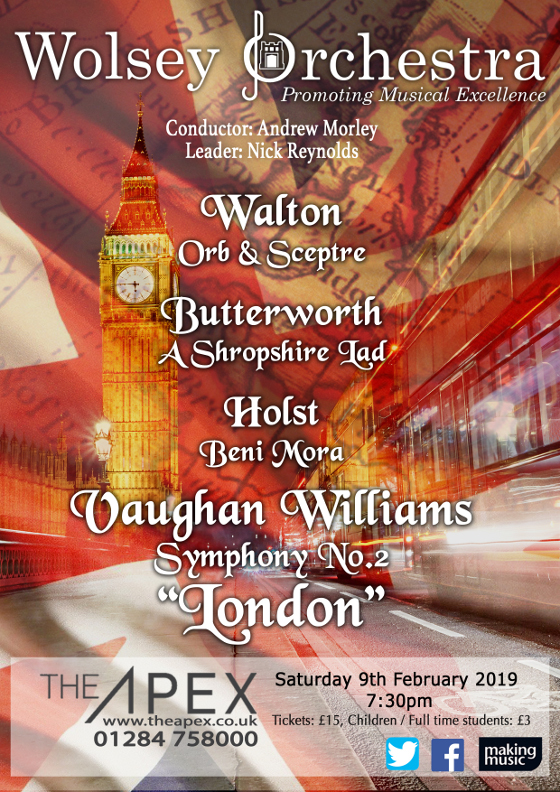 Wolsey Orchestra
Promoting Musical Excellence
Conductor: Andrew Morley
Leader: Nick Reynolds
Walton
Orb & Sceptre
Butterworth
A Shropshire Lad
Holst
Beni Mora
Vaughan Williams
Symphony No.2
“London”
THE APEX
www.theapex.co.uk
01284 758000
Saturday 9th February 2019
7:30pm
Tickets: £15, Children / Full time students: £3
making
music